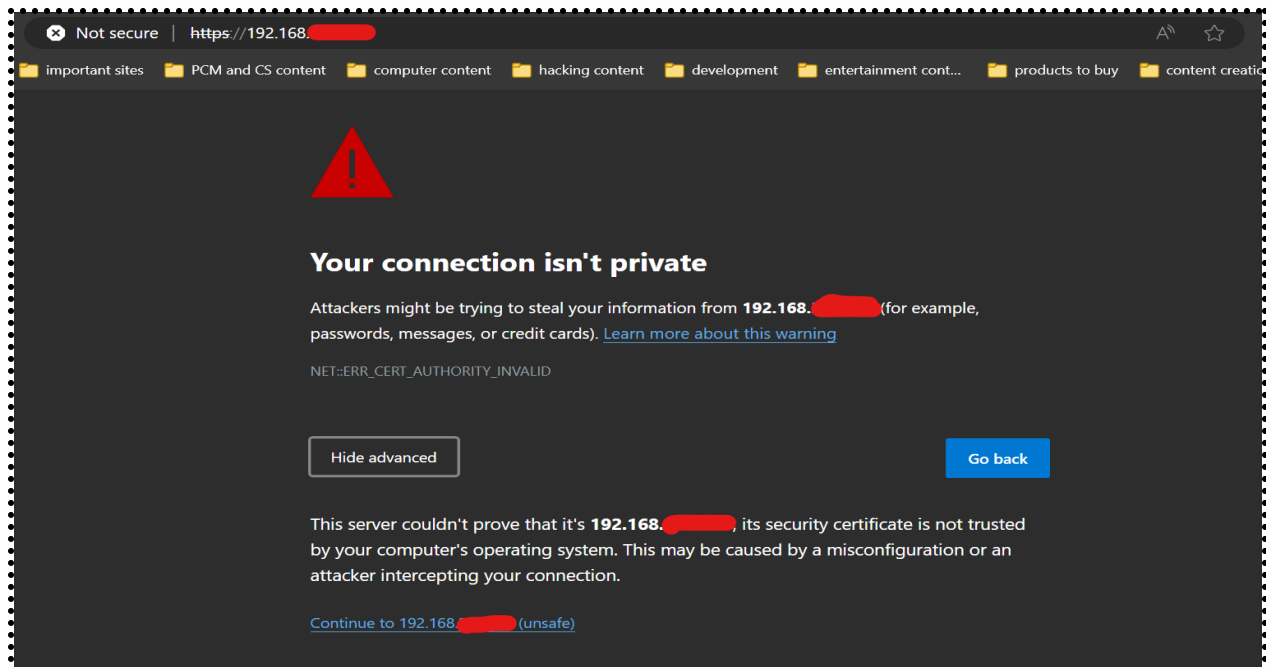 Not secure | https://192.168.
important sites PCM and CS content computer content hacking content development entertainment cont... products to buy content creatic
Your connection isn't private
Attackers might be trying to steal your information from 192.168. (for example,
passwords, messages, or credit cards). Learn more about this warning
NET::ERR_CERT_AUTHORITY_INVALID
Hide advanced Go back
This server couldn't prove that it's 192.168. , its security certificate is not trusted
by your computer's operating system. This may be caused by a misconfiguration or an
attacker intercepting your connection.
Continue to 192.168. (unsafe)